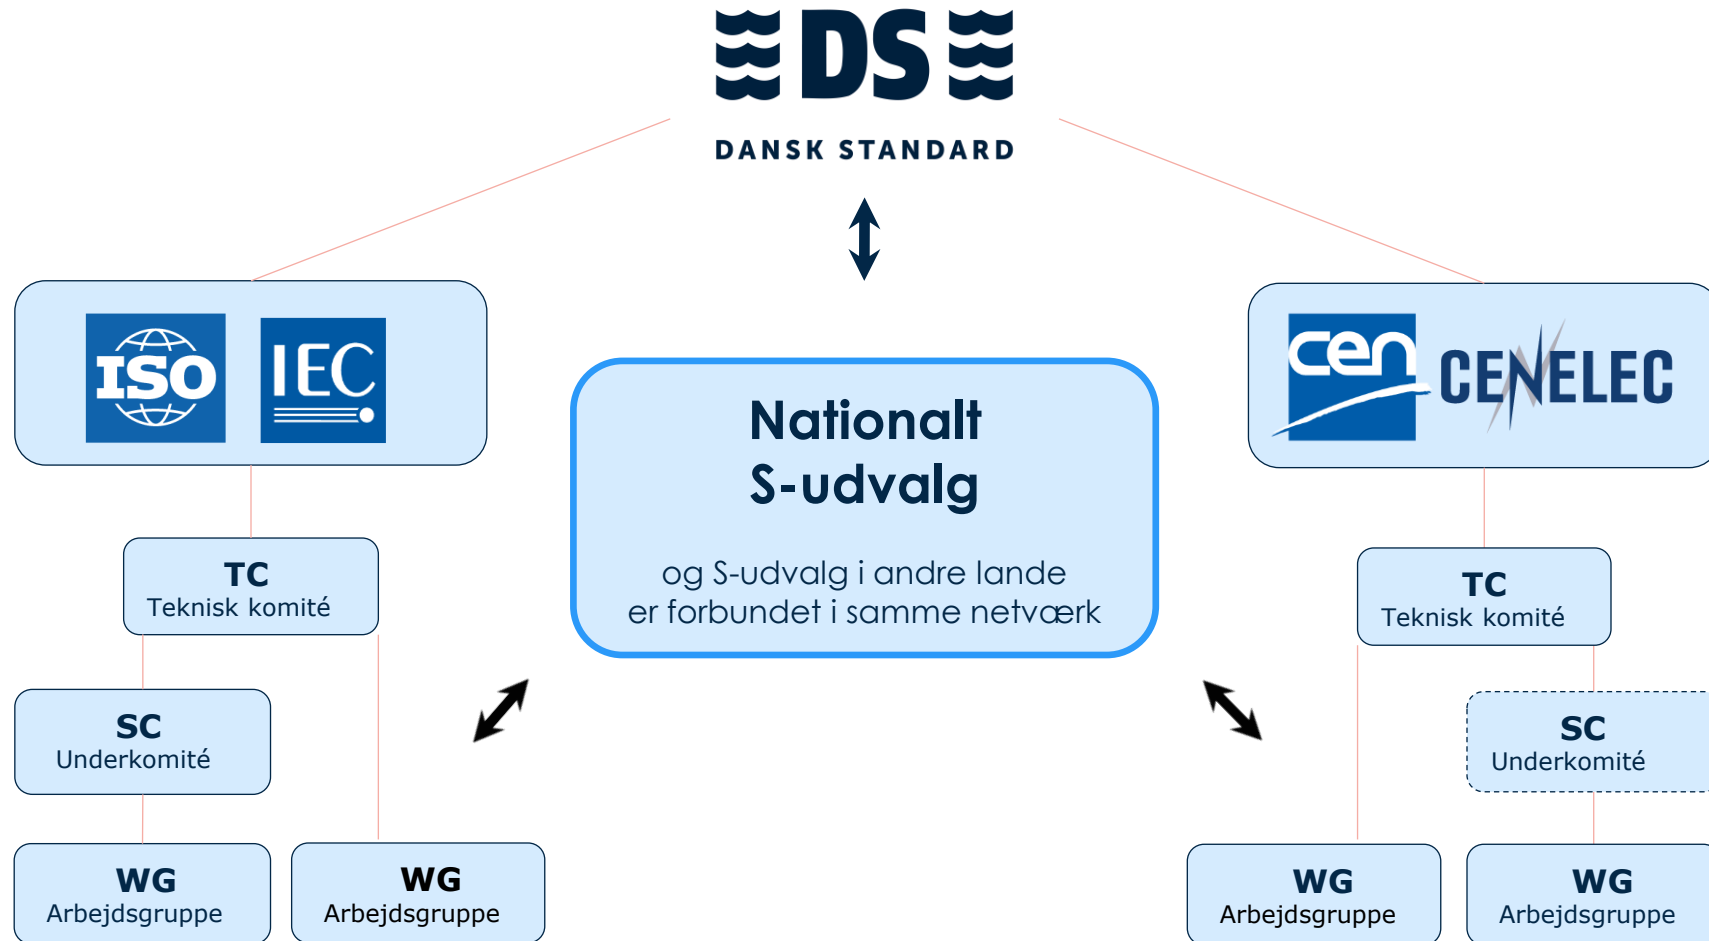 DS
DANSK STANDARD
ISO
IEC
cen
CENELEC
Nationalt
S-udvalg
og S-udvalg i andre lande
er forbundet i samme netværk
TC
Teknisk komité
SC
Underkomité
WG
Arbejdsgruppe
WG
Arbejdsgruppe
TC
Teknisk komité
SC
Underkomité
WG
Arbejdsgruppe
WG
Arbejdsgruppe